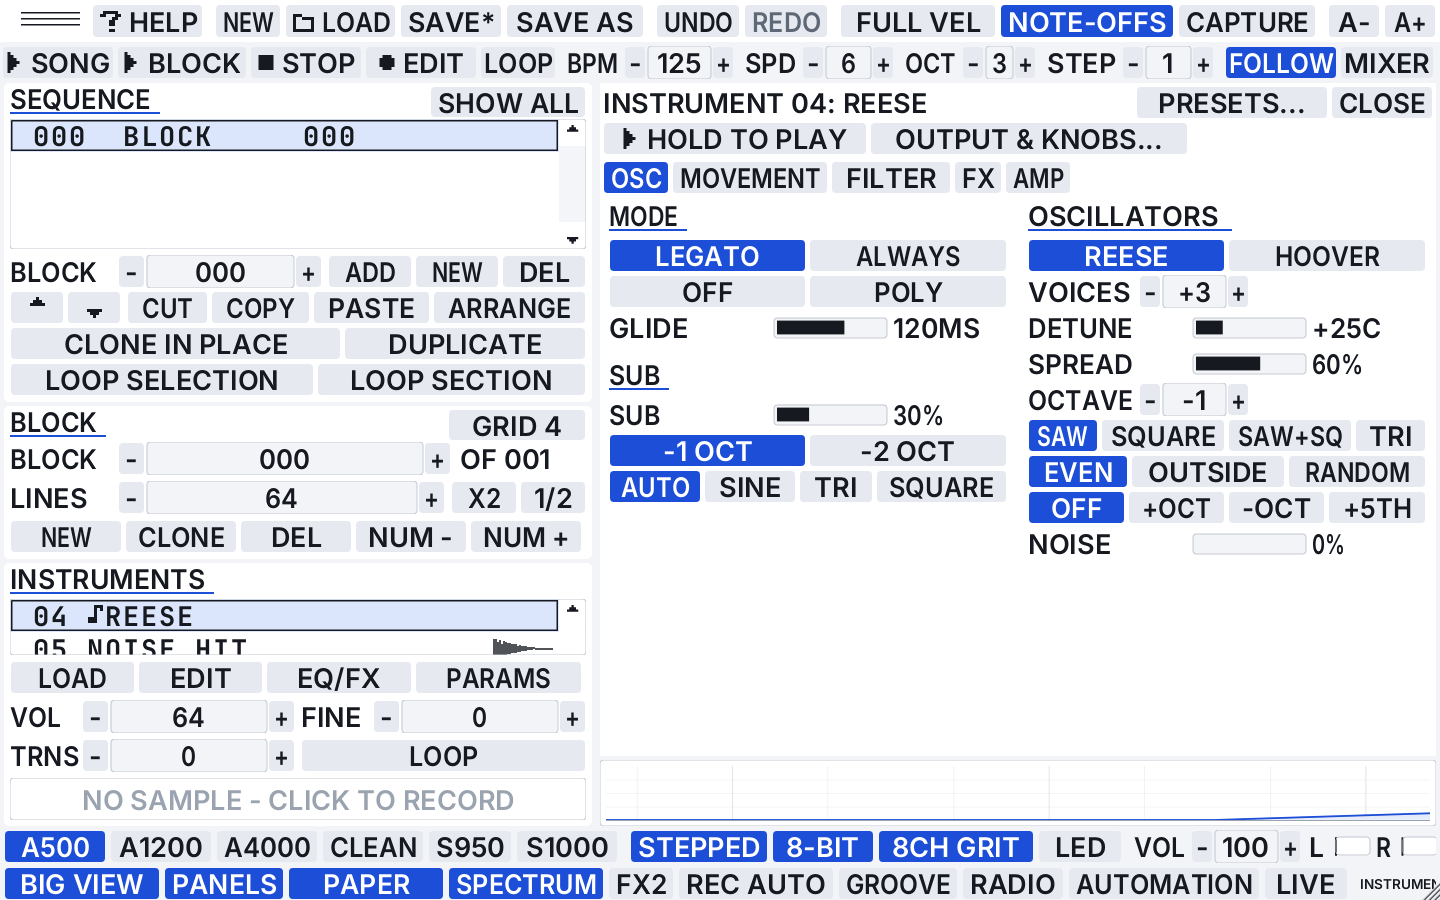 ? HELP NEW LOAD SAVE* SAVE AS UNDO REDO FULL VEL NOTE-OFFS CAPTURE A- A+
SONG BLOCK STOP EDIT LOOP BPM - 125 + SPD - 6 + OCT - 3 + STEP - 1 + FOLLOW MIXER
SEQUENCE SHOW ALL
000 BLOCK 000
BLOCK - 000 + ADD NEW DEL
CUT COPY PASTE ARRANGE
CLONE IN PLACE DUPLICATE
LOOP SELECTION LOOP SECTION
BLOCK GRID 4
BLOCK - 000 + OF 001
LINES - 64 + X2 1/2
NEW CLONE DEL NUM - NUM +
INSTRUMENTS
04 REESE
05 NOISE HIT
LOAD EDIT EQ/FX PARAMS
VOL - 64 + FINE - 0 +
TRNS - 0 + LOOP
NO SAMPLE - CLICK TO RECORD
INSTRUMENT 04: REESE PRESETS... CLOSE
HOLD TO PLAY OUTPUT & KNOBS...
OSC MOVEMENT FILTER FX AMP
MODE
LEGATO ALWAYS
OFF POLY
GLIDE 120MS
SUB
SUB 30%
-1 OCT -2 OCT
AUTO SINE TRI SQUARE
OSCILLATORS
REESE HOOVER
VOICES - +3 +
DETUNE +25C
SPREAD 60%
OCTAVE - -1 +
SAW SQUARE SAW+SQ TRI
EVEN OUTSIDE RANDOM
OFF +OCT -OCT +5TH
NOISE 0%
A500 A1200 A4000 CLEAN S950 S1000 STEPPED 8-BIT 8CH GRIT LED VOL - 100 + L R
BIG VIEW PANELS PAPER SPECTRUM FX2 REC AUTO GROOVE RADIO AUTOMATION LIVE